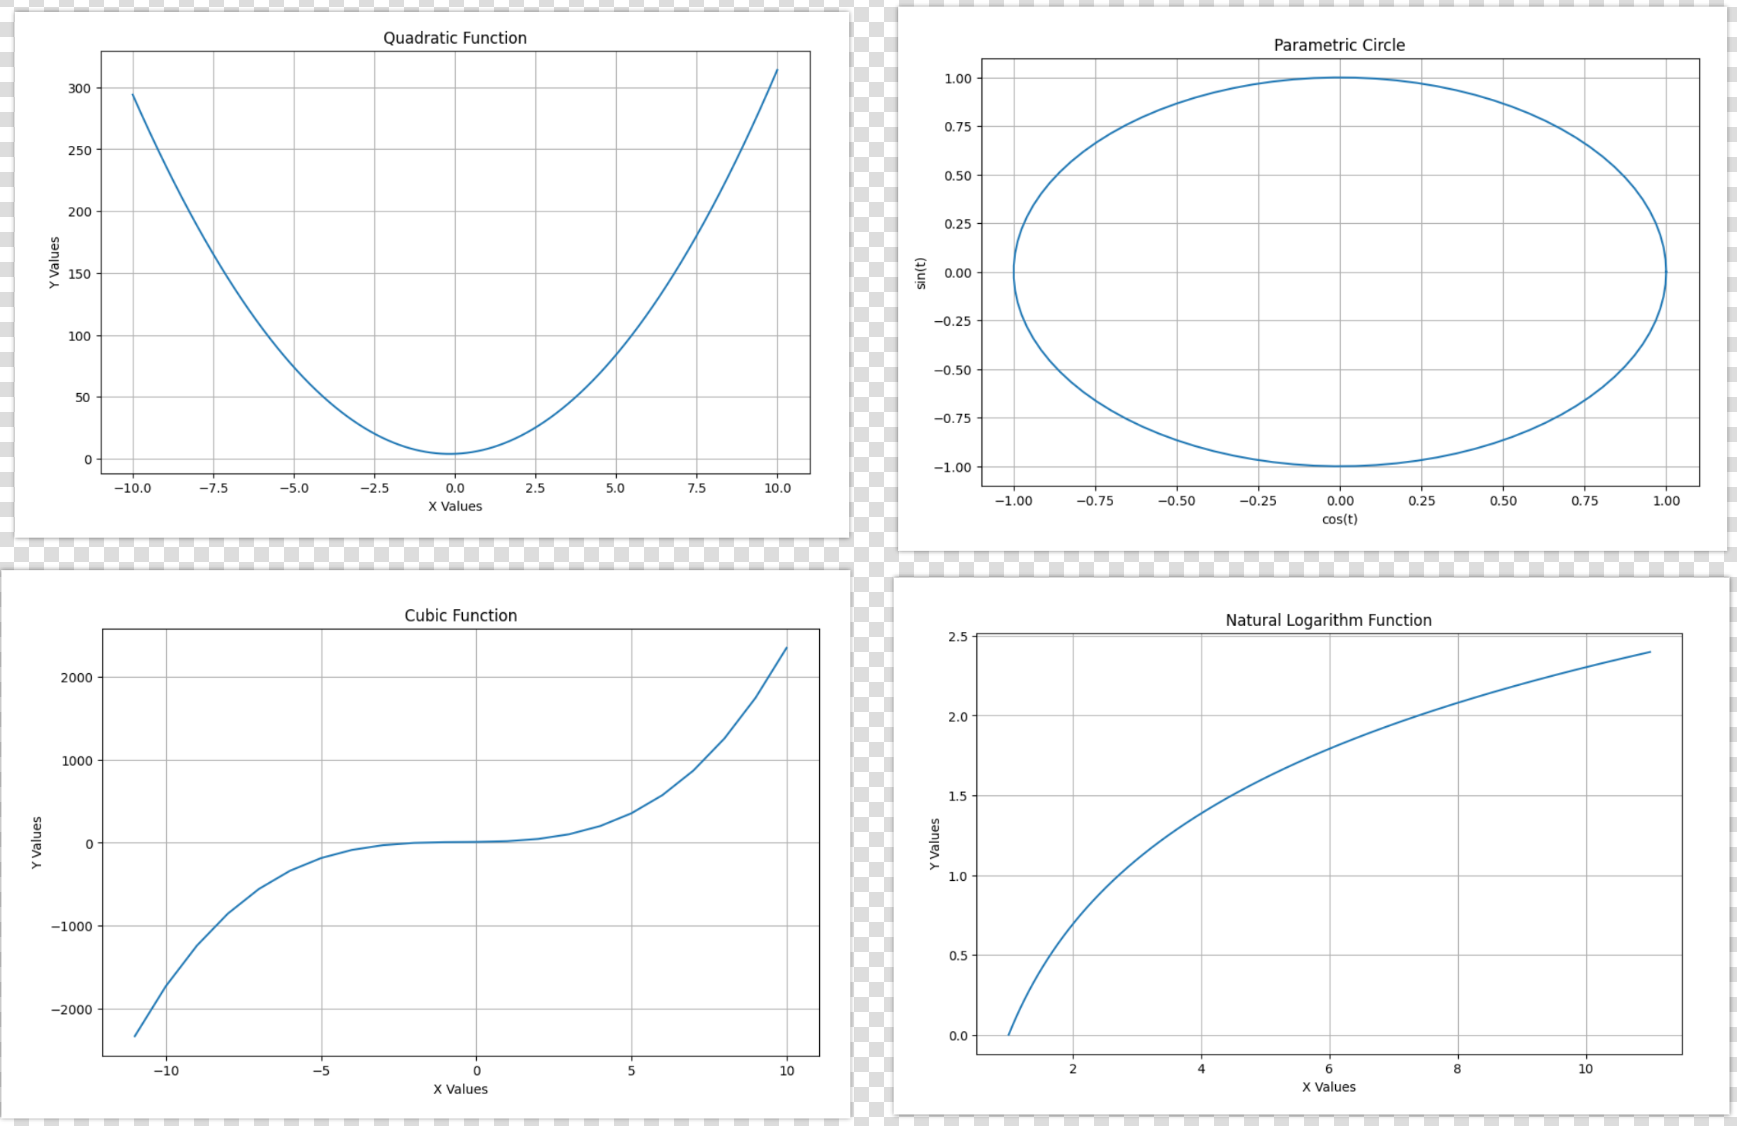 Quadratic Function
300
250
200
150
100
50
0
Y Values
−10.0 −7.5 −5.0 −2.5 0.0 2.5 5.0 7.5 10.0
X Values
Parametric Circle
1.00
0.75
0.50
0.25
0.00
−0.25
−0.50
−0.75
−1.00
sin(t)
−1.00 −0.75 −0.50 −0.25 0.00 0.25 0.50 0.75 1.00
cos(t)
Cubic Function
2000
1000
0
−1000
−2000
Y Values
−10 −5 0 5 10
X Values
Natural Logarithm Function
2.5
2.0
1.5
1.0
0.5
0.0
Y Values
2 4 6 8 10
X Values